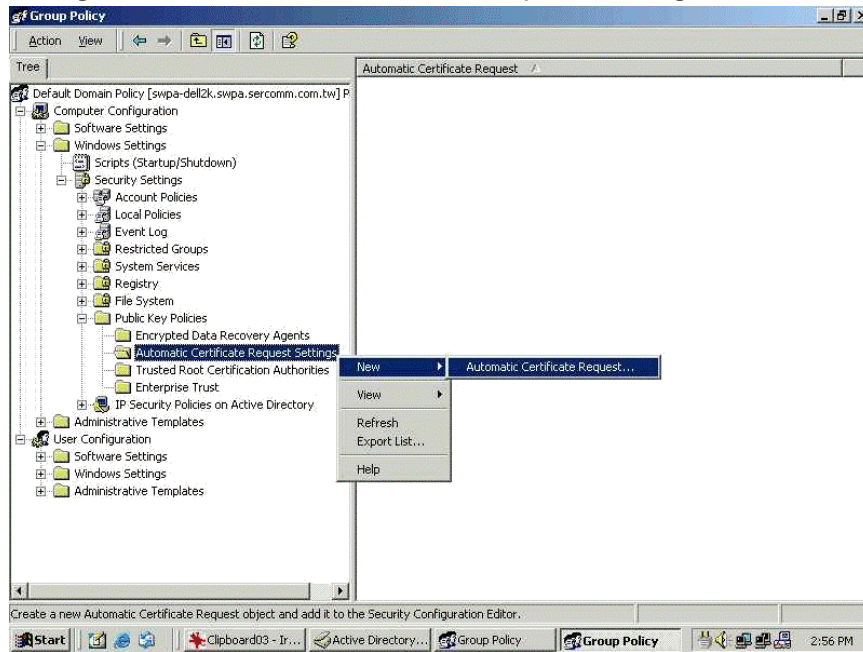 Group Policy
Action View
Tree
Automatic Certificate Request
Default Domain Policy [swpa-dell2k.swpa.sercomm.com.tw] P
Computer Configuration
Software Settings
Windows Settings
Scripts (Startup/Shutdown)
Security Settings
Account Policies
Local Policies
Event Log
Restricted Groups
System Services
Registry
File System
Public Key Policies
Encrypted Data Recovery Agents
Automatic Certificate Request Settings
Trusted Root Certification Authorities
Enterprise Trust
IP Security Policies on Active Directory
Administrative Templates
User Configuration
Software Settings
Windows Settings
Administrative Templates
New
Automatic Certificate Request...
View
Refresh
Export List...
Help
Create a new Automatic Certificate Request object and add it to the Security Configuration Editor.
Start
Clipboard03 - Ir...
Active Directory...
Group Policy
Group Policy
2:56 PM